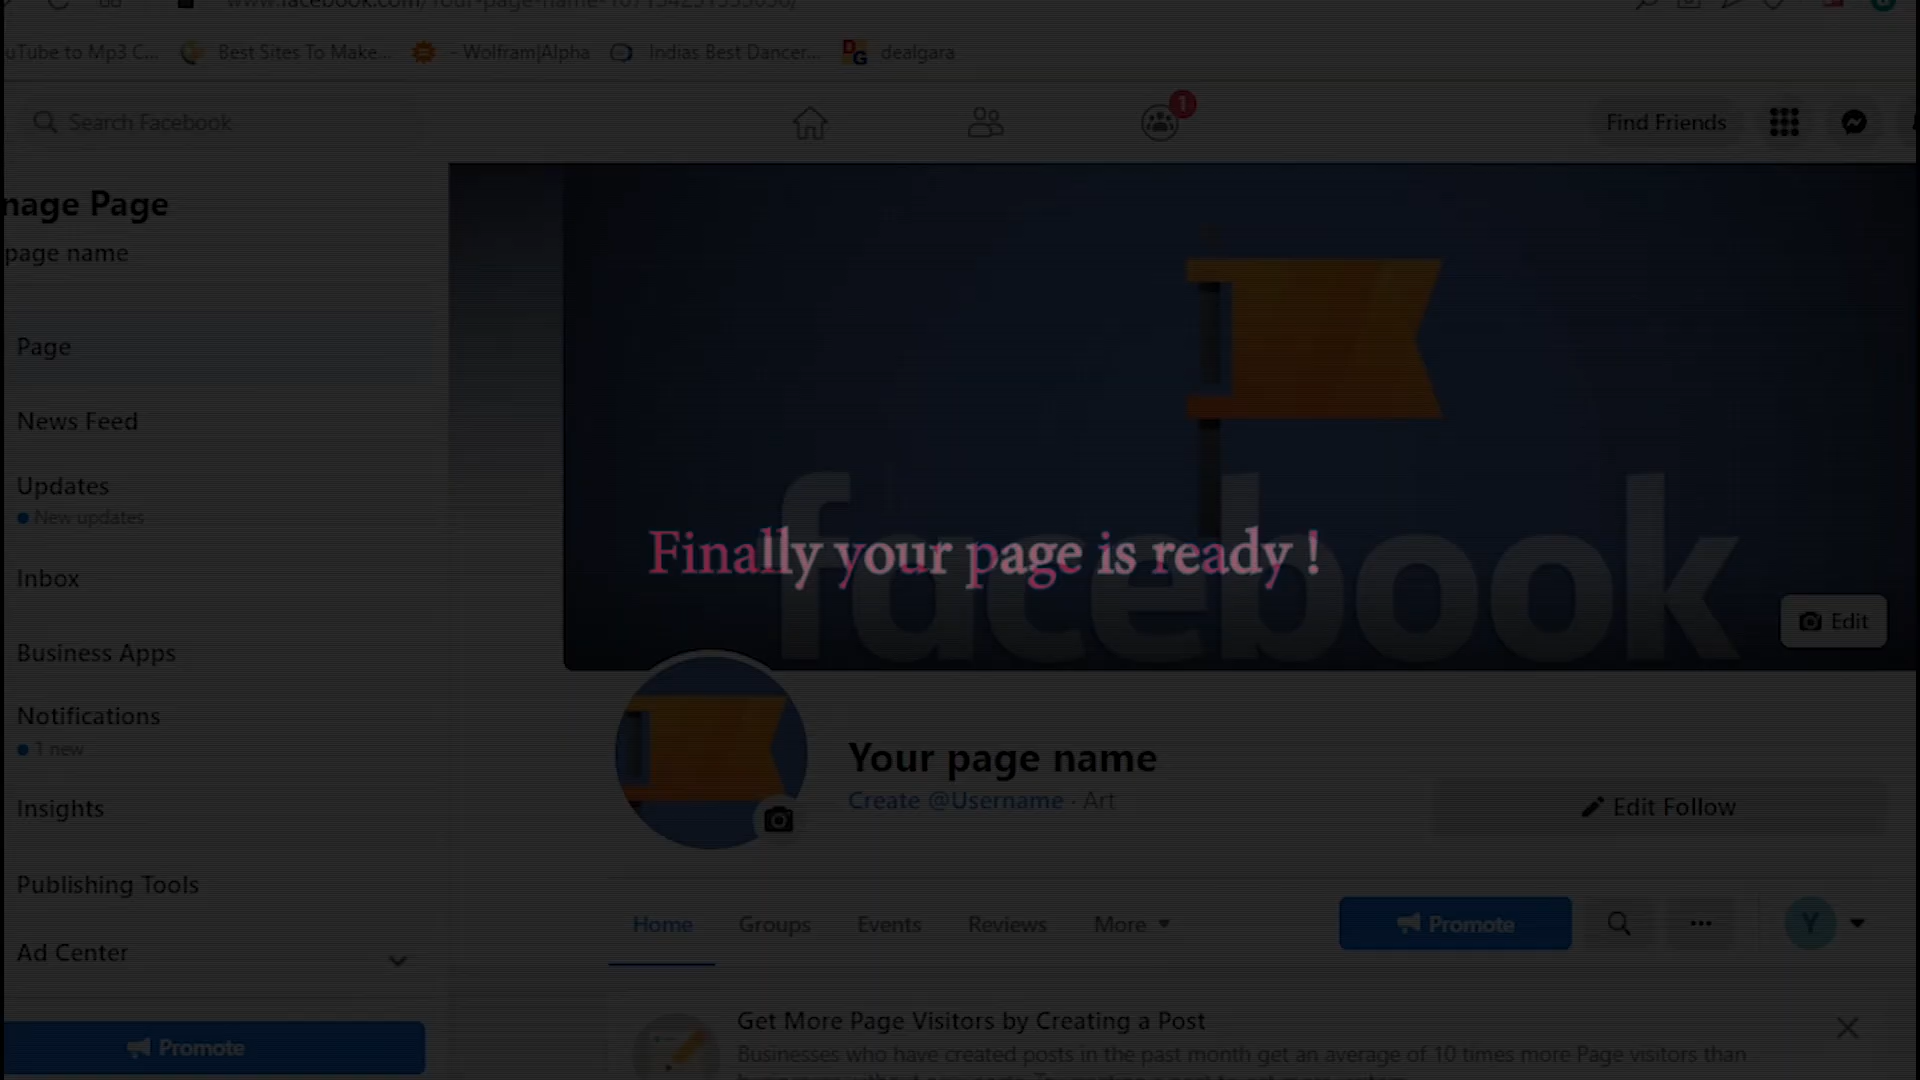 uTube to Mp3 C...
Best Sites To Make...
- Wolfram|Alpha
Indias Best Dancer...
DG
dealgara
Search Facebook
1
Find Friends
nage Page
page name
Page
News Feed
Updates
New updates
Inbox
Business Apps
Notifications
1 new
Insights
Publishing Tools
Ad Center
Promote
facebook
Finally your page is ready !
Edit
Your page name
Create @Username · Art
Edit Follow
Home
Groups
Events
Reviews
More
Promote
Y
Get More Page Visitors by Creating a Post
Businesses who have created posts in the past month get an average of 10 times more Page visitors than